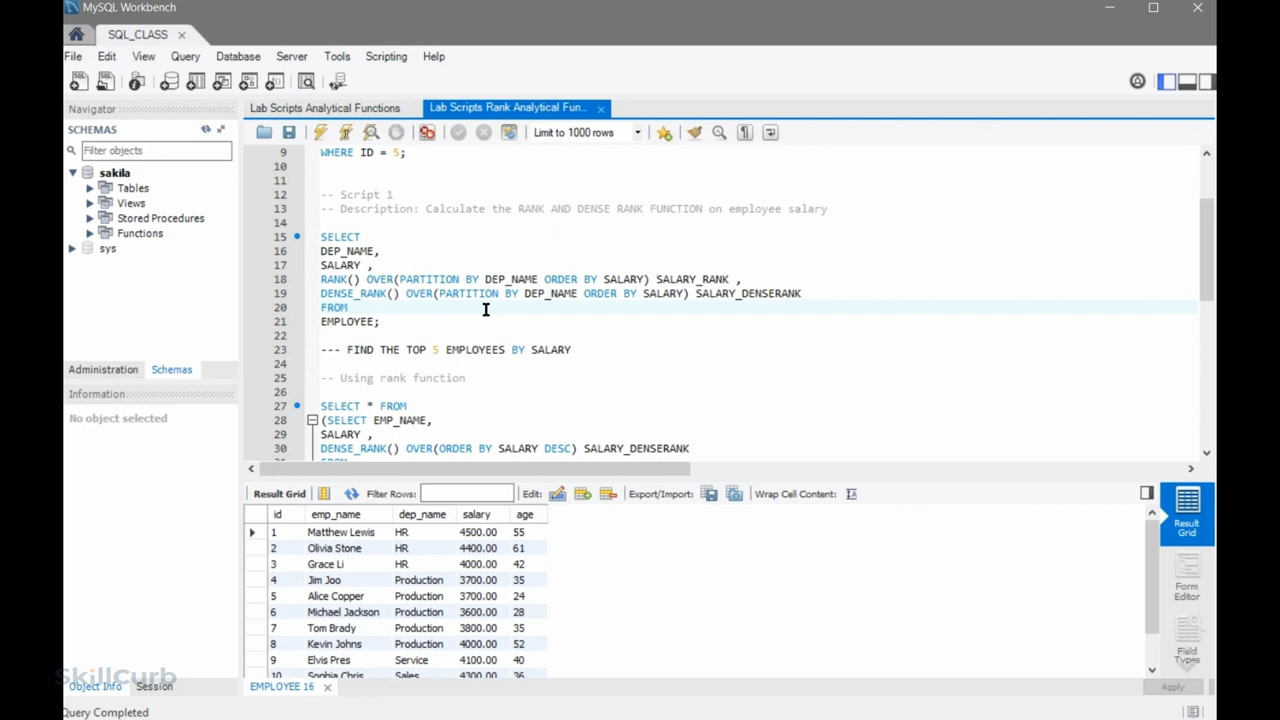 MySQL Workbench
SQL_CLASS
File Edit View Query Database Server Tools Scripting Help
Navigator
SCHEMAS
Filter objects
sakila
Tables
Views
Stored Procedures
Functions
sys
Administration Schemas
Information
No object selected
Object Info Session
Query Completed
SkillCurb
Lab Scripts Analytical Functions Lab Scripts Rank Analytical Fun...
Limit to 1000 rows
9 WHERE ID = 5;
10
11
12 -- Script 1
13 -- Description: Calculate the RANK AND DENSE RANK FUNCTION on employee salary
14
15 SELECT
16 DEP_NAME,
17 SALARY ,
18 RANK() OVER(PARTITION BY DEP_NAME ORDER BY SALARY) SALARY_RANK ,
19 DENSE_RANK() OVER(PARTITION BY DEP_NAME ORDER BY SALARY) SALARY_DENSERANK
20 FROM
21 EMPLOYEE;
22
23 --- FIND THE TOP 5 EMPLOYEES BY SALARY
24
25 -- Using rank function
26
27 SELECT * FROM
28 (SELECT EMP_NAME,
29 SALARY ,
30 DENSE_RANK() OVER(ORDER BY SALARY DESC) SALARY_DENSERANK
Result Grid Filter Rows: Edit: Export/Import: Wrap Cell Content:
id emp_name dep_name salary age
1 Matthew Lewis HR 4500.00 55
2 Olivia Stone HR 4400.00 61
3 Grace Li HR 4000.00 42
4 Jim Joo Production 3700.00 35
5 Alice Copper Production 3700.00 24
6 Michael Jackson Production 3600.00 28
7 Tom Brady Production 3800.00 35
8 Kevin Johns Production 4000.00 52
9 Elvis Pres Service 4100.00 40
10 Sophia Chris Sales 4300.00 36
EMPLOYEE 16
Result Grid
Form Editor
Field Types
Apply